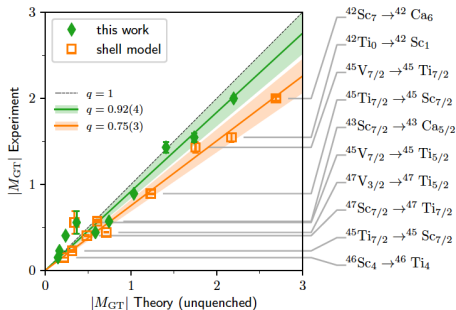 3
2
1
0
0
1
2
3
|M_GT| Experiment
|M_GT| Theory (unquenched)
this work
shell model
q = 1
q = 0.92(4)
q = 0.75(3)
⁴²Sc₇ → ⁴²Ca₆
⁴²Ti₀ → ⁴²Sc₁
⁴⁵V₇/₂ → ⁴⁵Ti₇/₂
⁴⁵Ti₇/₂ → ⁴⁵Sc₇/₂
⁴³Sc₇/₂ → ⁴³Ca₅/₂
⁴⁵V₇/₂ → ⁴⁵Ti₅/₂
⁴⁷V₃/₂ → ⁴⁷Ti₅/₂
⁴⁷Sc₇/₂ → ⁴⁷Ti₇/₂
⁴⁵Ti₇/₂ → ⁴⁵Sc₇/₂
⁴⁶Sc₄ → ⁴⁶Ti₄